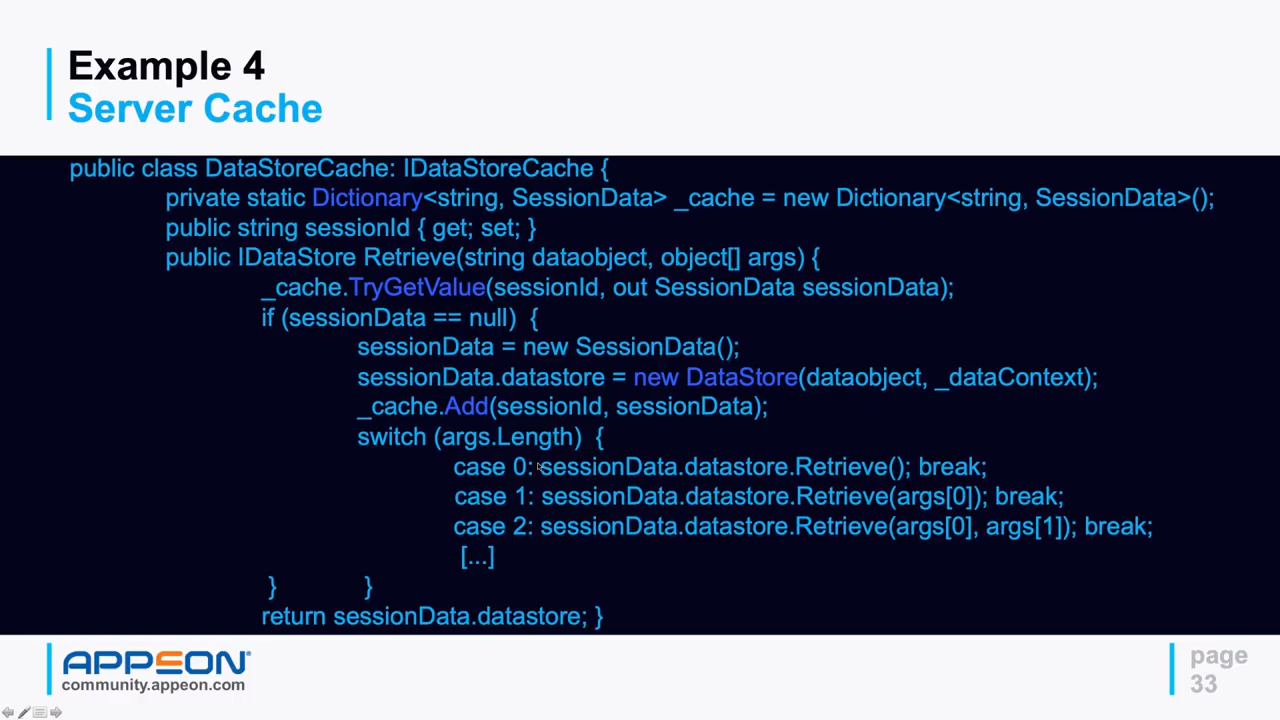 Example 4
Server Cache
public class DataStoreCache: IDataStoreCache {
private static Dictionary<string, SessionData> _cache = new Dictionary<string, SessionData>();
public string sessionId { get; set; }
public IDataStore Retrieve(string dataobject, object[] args) {
_cache.TryGetValue(sessionId, out SessionData sessionData);
if (sessionData == null) {
sessionData = new SessionData();
sessionData.datastore = new DataStore(dataobject, _dataContext);
_cache.Add(sessionId, sessionData);
switch (args.Length) {
case 0: sessionData.datastore.Retrieve(); break;
case 1: sessionData.datastore.Retrieve(args[0]); break;
case 2: sessionData.datastore.Retrieve(args[0], args[1]); break;
[...]
} }
return sessionData.datastore; }
APPEON®
community.appeon.com
page
33